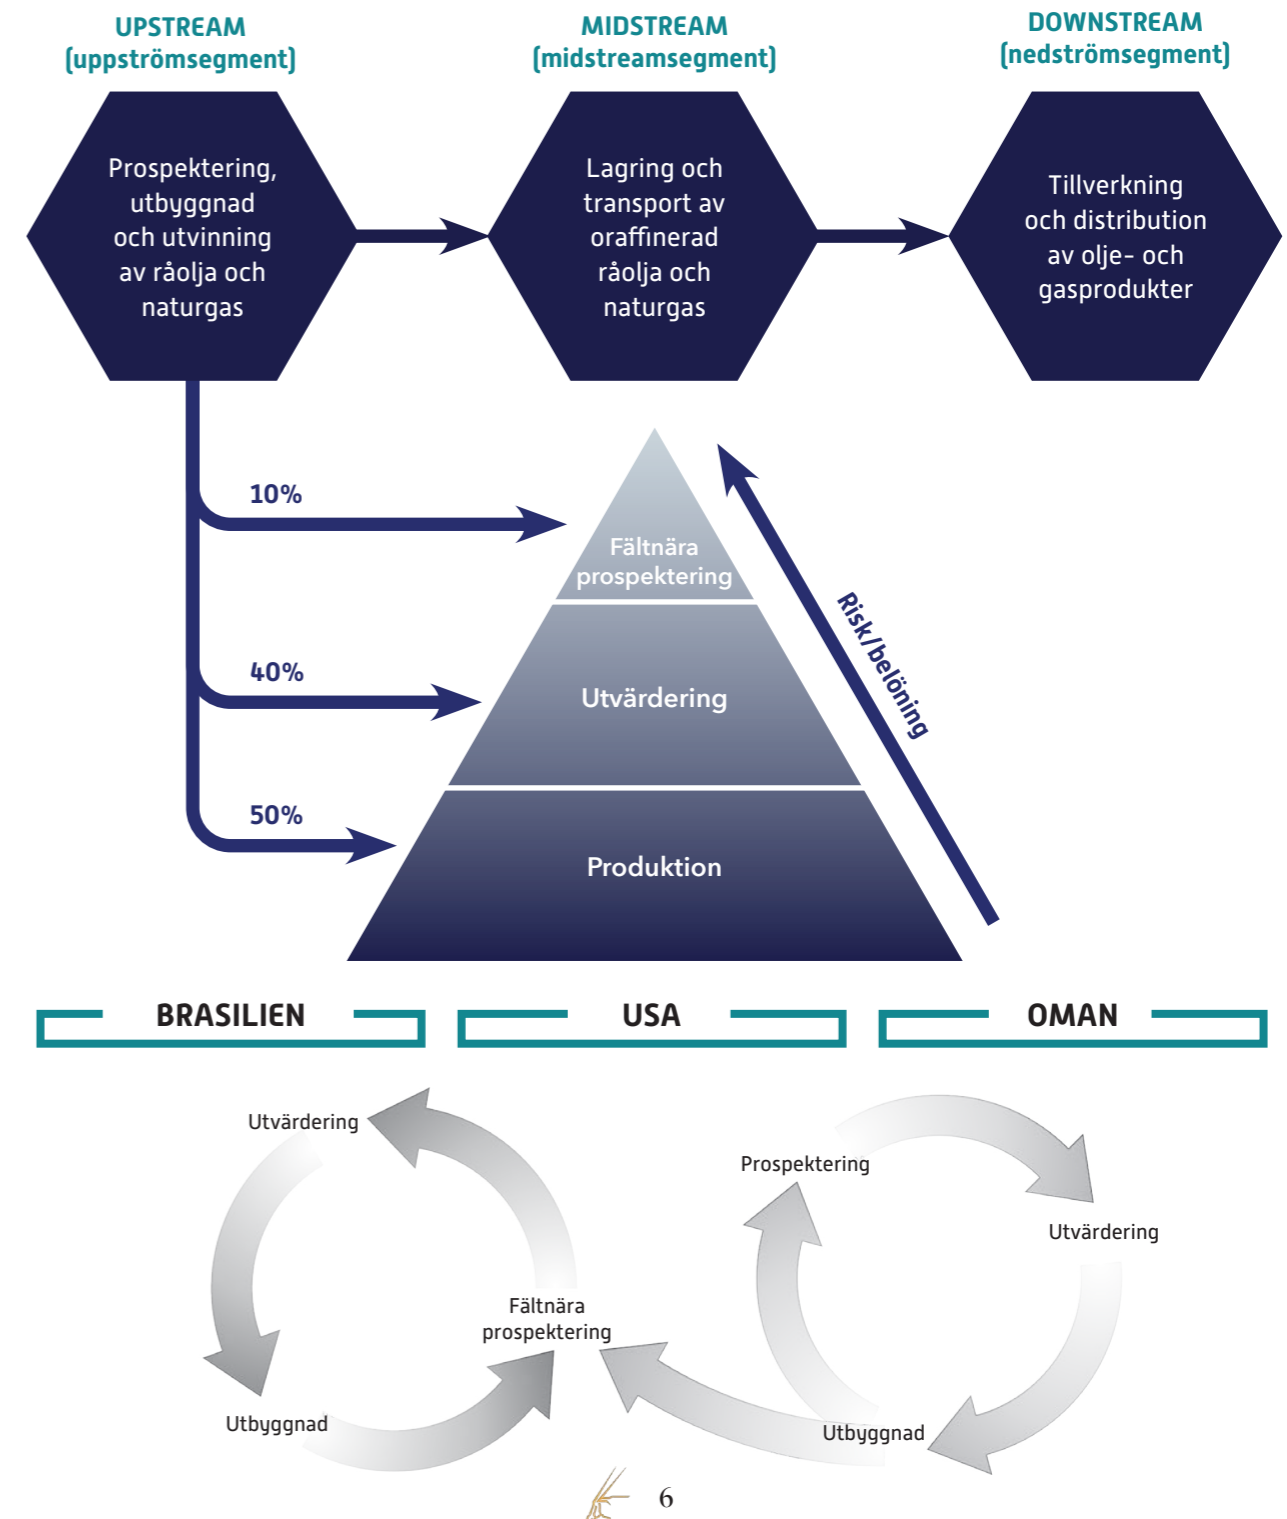 UPSTREAM
(uppströmsegment)
MIDSTREAM
(midstreamsegment)
DOWNSTREAM
(nedströmsegment)
Prospektering,
utbyggnad
och utvinning
av råolja och
naturgas
Lagring och
transport av
oraffinerad
råolja och
naturgas
Tillverkning
och distribution
av olje- och
gasprodukter
10%
Fältnära
prospektering
Risk/belöning
40%
Utvärdering
50%
Produktion
BRASILIEN
USA
OMAN
Utvärdering
Fältnära
prospektering
Utbyggnad
Prospektering
Utvärdering
Utbyggnad
6